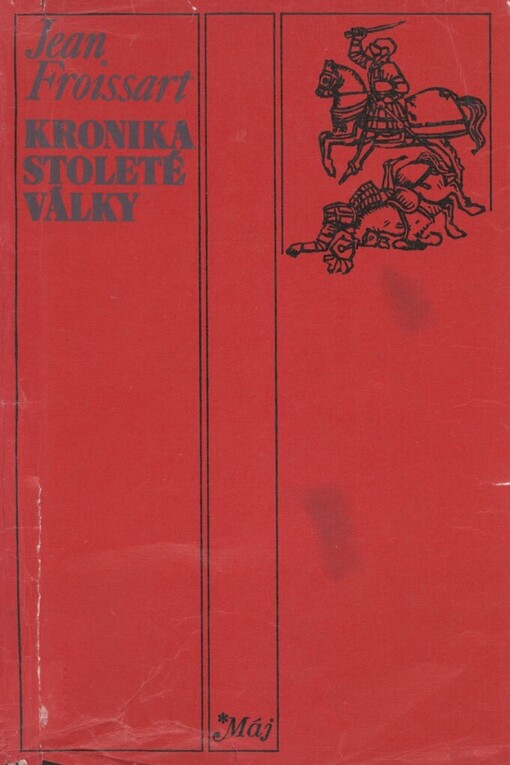 Jean
Froissart
KRONIKA
STOLETÉ
VÁLKY
*Máj